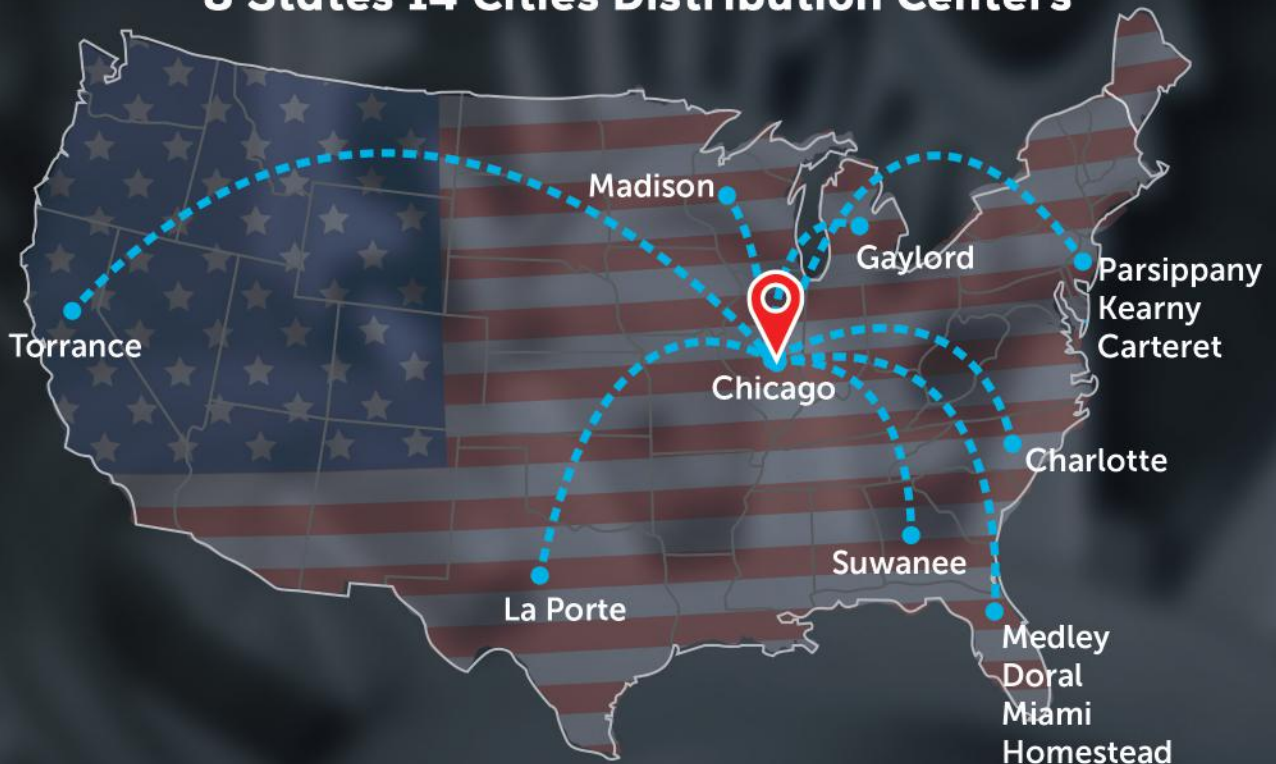 8 States 14 Cities Distribution Centers
Madison
Gaylord
Parsippany
Kearny
Carteret
Torrance
Chicago
Charlotte
Suwanee
La Porte
Medley
Doral
Miami
Homestead